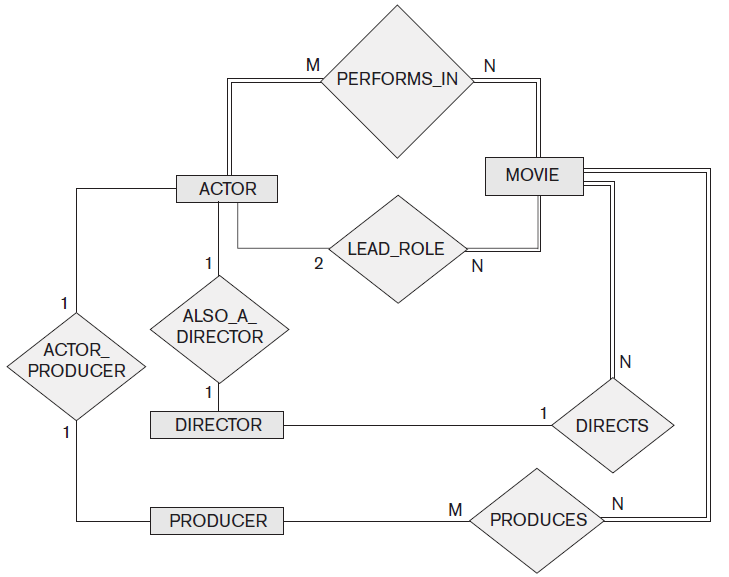 M
PERFORMS_IN
N
ACTOR
MOVIE
LEAD_ROLE
2
N
1
1
ALSO_A_
DIRECTOR
ACTOR_
PRODUCER
N
1
1
DIRECTOR
1
DIRECTS
PRODUCER
M
PRODUCES
N